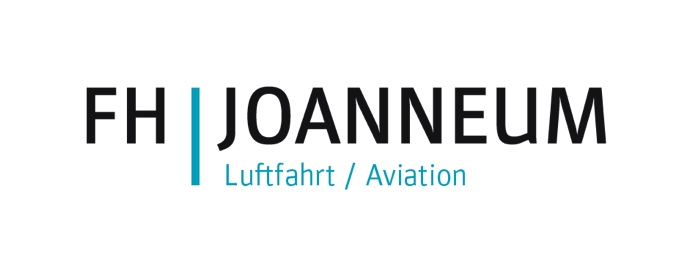 FH | JOANNEUM
Luftfahrt / Aviation